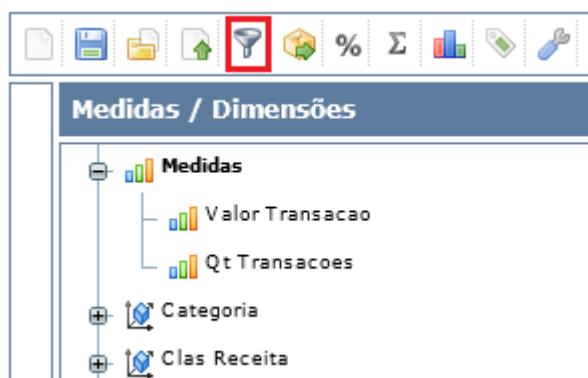 % Σ
Medidas / Dimensões
Medidas
Valor Transacao
Qt Transacoes
Categoria
Clas Receita